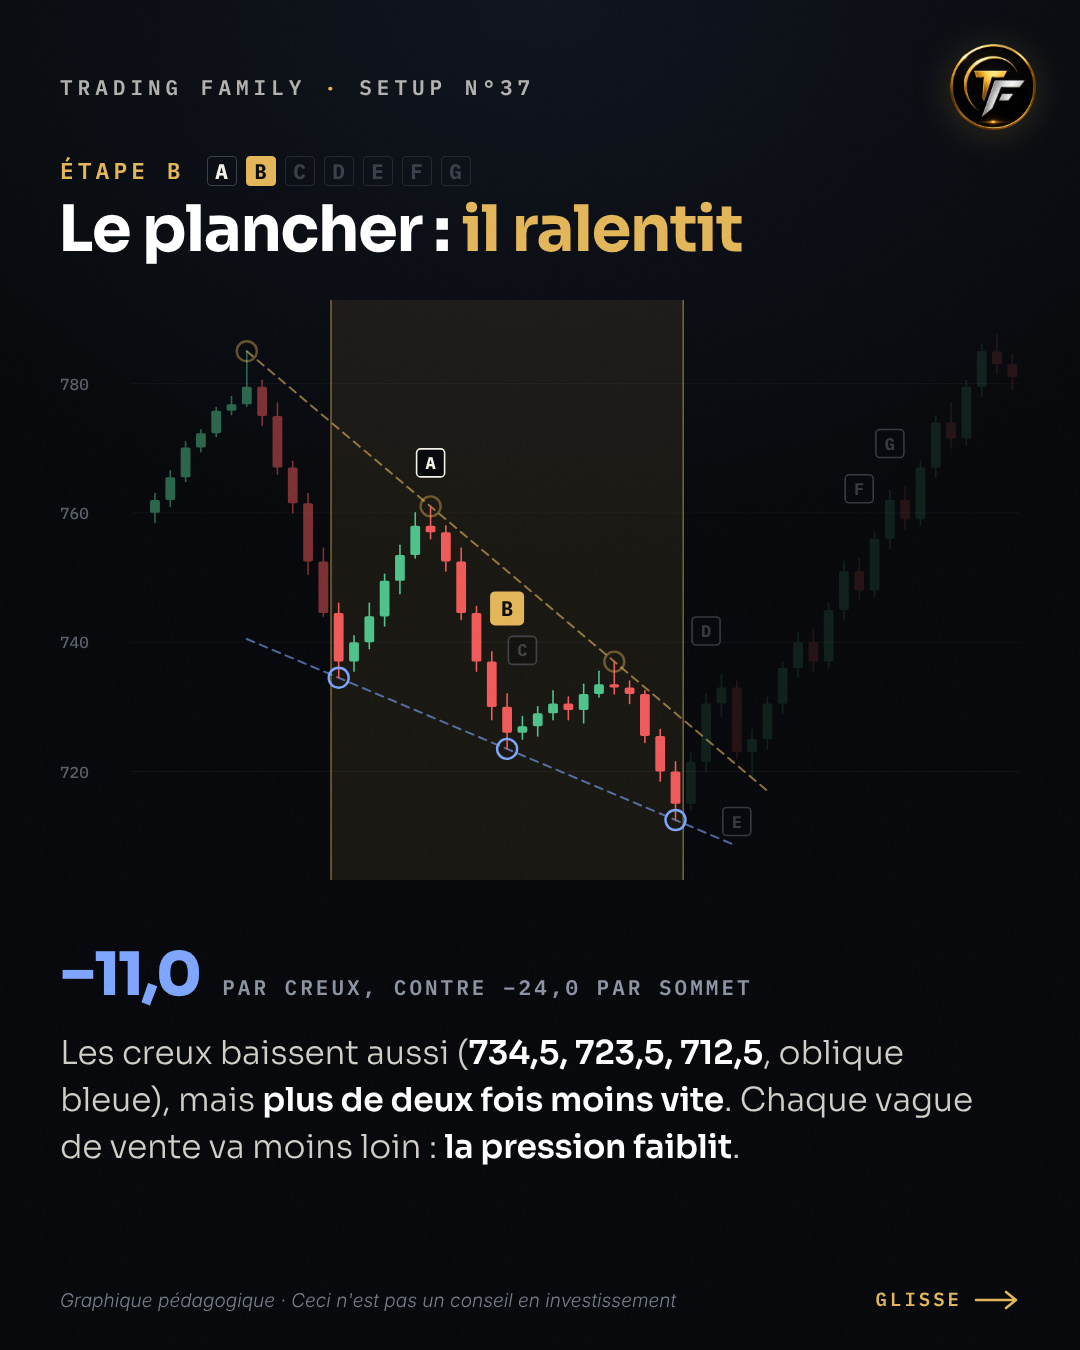 TRADING FAMILY · SETUP N°37
TF
ÉTAPE B A B C D E F G
Le plancher : il ralentit
780
760
740
720
A
B
C
D
E
F
G
−11,0 PAR CREUX, CONTRE −24,0 PAR SOMMET
Les creux baissent aussi (734,5, 723,5, 712,5, oblique
bleue), mais plus de deux fois moins vite. Chaque vague
de vente va moins loin : la pression faiblit.
Graphique pédagogique · Ceci n'est pas un conseil en investissement
GLISSE →